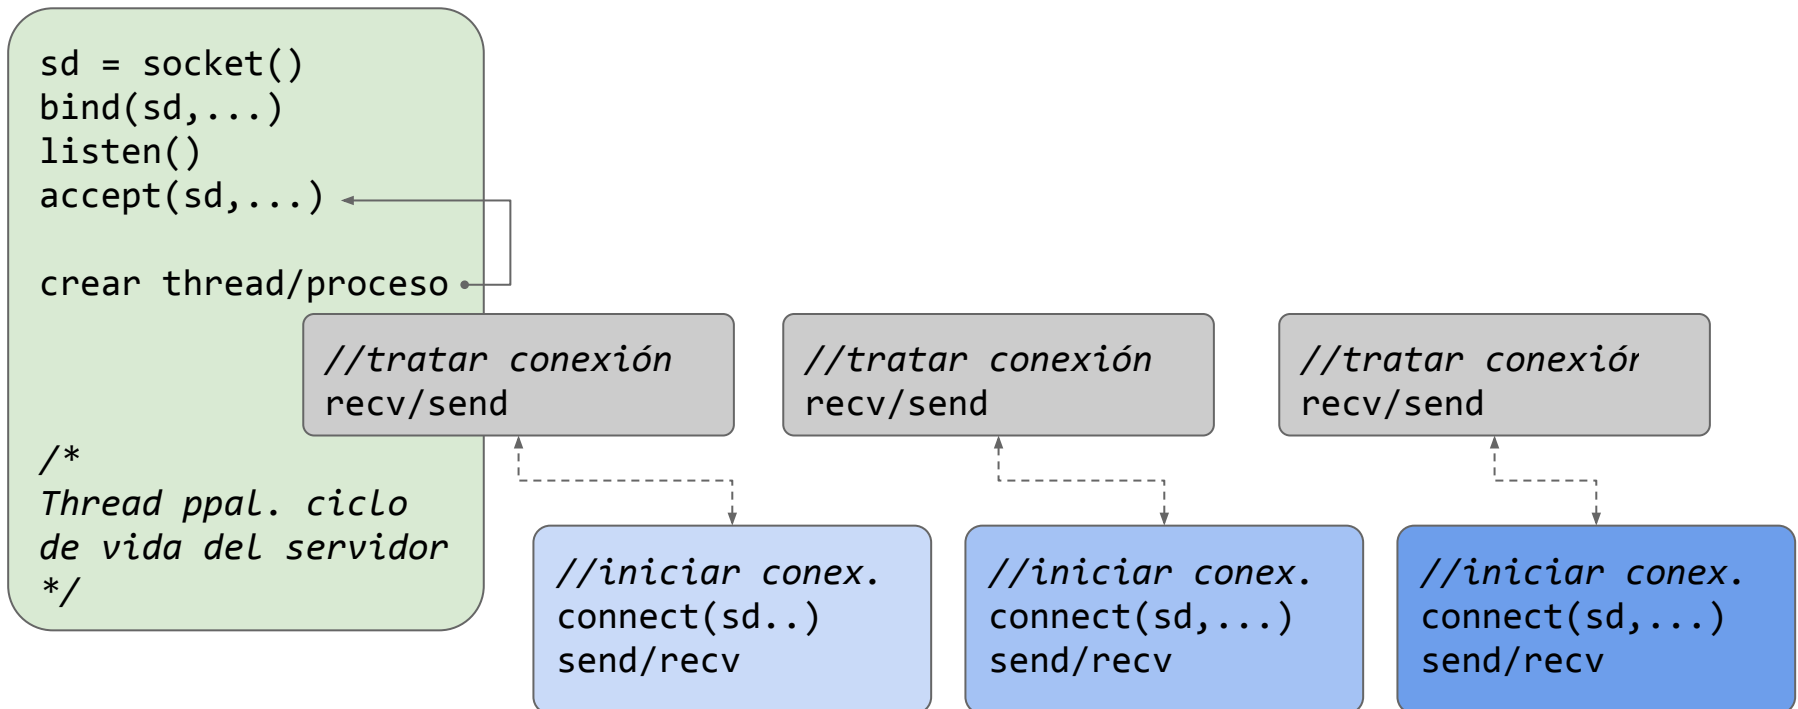 sd = socket()
bind(sd,...)
listen()
accept(sd,...)
crear thread/proceso
/*
Thread ppal. ciclo
de vida del servidor
*/
//tratar conexión
recv/send
//tratar conexión
recv/send
//tratar conexión
recv/send
//iniciar conex.
connect(sd..)
send/recv
//iniciar conex.
connect(sd,...)
send/recv
//iniciar conex.
connect(sd,...)
send/recv